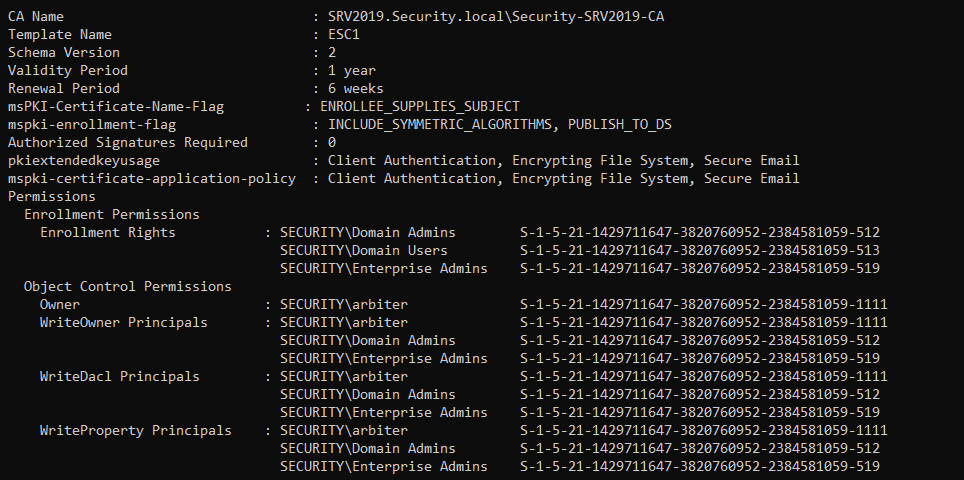 CA Name                               : SRV2019.Security.local\Security-SRV2019-CA
Template Name                         : ESC1
Schema Version                        : 2
Validity Period                       : 1 year
Renewal Period                        : 6 weeks
msPKI-Certificate-Name-Flag          : ENROLLEE_SUPPLIES_SUBJECT
mspki-enrollment-flag                 : INCLUDE_SYMMETRIC_ALGORITHMS, PUBLISH_TO_DS
Authorized Signatures Required        : 0
pkiextendedkeyusage                   : Client Authentication, Encrypting File System, Secure Email
mspki-certificate-application-policy  : Client Authentication, Encrypting File System, Secure Email
Permissions
  Enrollment Permissions
    Enrollment Rights           : SECURITY\Domain Admins        S-1-5-21-1429711647-3820760952-2384581059-512
                                  SECURITY\Domain Users         S-1-5-21-1429711647-3820760952-2384581059-513
                                  SECURITY\Enterprise Admins    S-1-5-21-1429711647-3820760952-2384581059-519
  Object Control Permissions
    Owner                       : SECURITY\arbiter              S-1-5-21-1429711647-3820760952-2384581059-1111
    WriteOwner Principals       : SECURITY\arbiter              S-1-5-21-1429711647-3820760952-2384581059-1111
                                  SECURITY\Domain Admins        S-1-5-21-1429711647-3820760952-2384581059-512
                                  SECURITY\Enterprise Admins    S-1-5-21-1429711647-3820760952-2384581059-519
    WriteDacl Principals        : SECURITY\arbiter              S-1-5-21-1429711647-3820760952-2384581059-1111
                                  SECURITY\Domain Admins        S-1-5-21-1429711647-3820760952-2384581059-512
                                  SECURITY\Enterprise Admins    S-1-5-21-1429711647-3820760952-2384581059-519
    WriteProperty Principals    : SECURITY\arbiter              S-1-5-21-1429711647-3820760952-2384581059-1111
                                  SECURITY\Domain Admins        S-1-5-21-1429711647-3820760952-2384581059-512
                                  SECURITY\Enterprise Admins    S-1-5-21-1429711647-3820760952-2384581059-519